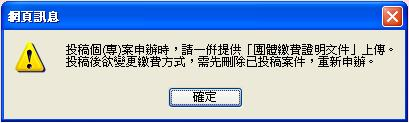 網頁訊息
投稿個(專)案申辦時，請一併提供「團體繳費證明文件」上傳。
投稿後欲變更繳費方式，需先刪除已投稿案件，重新申辦。
確定